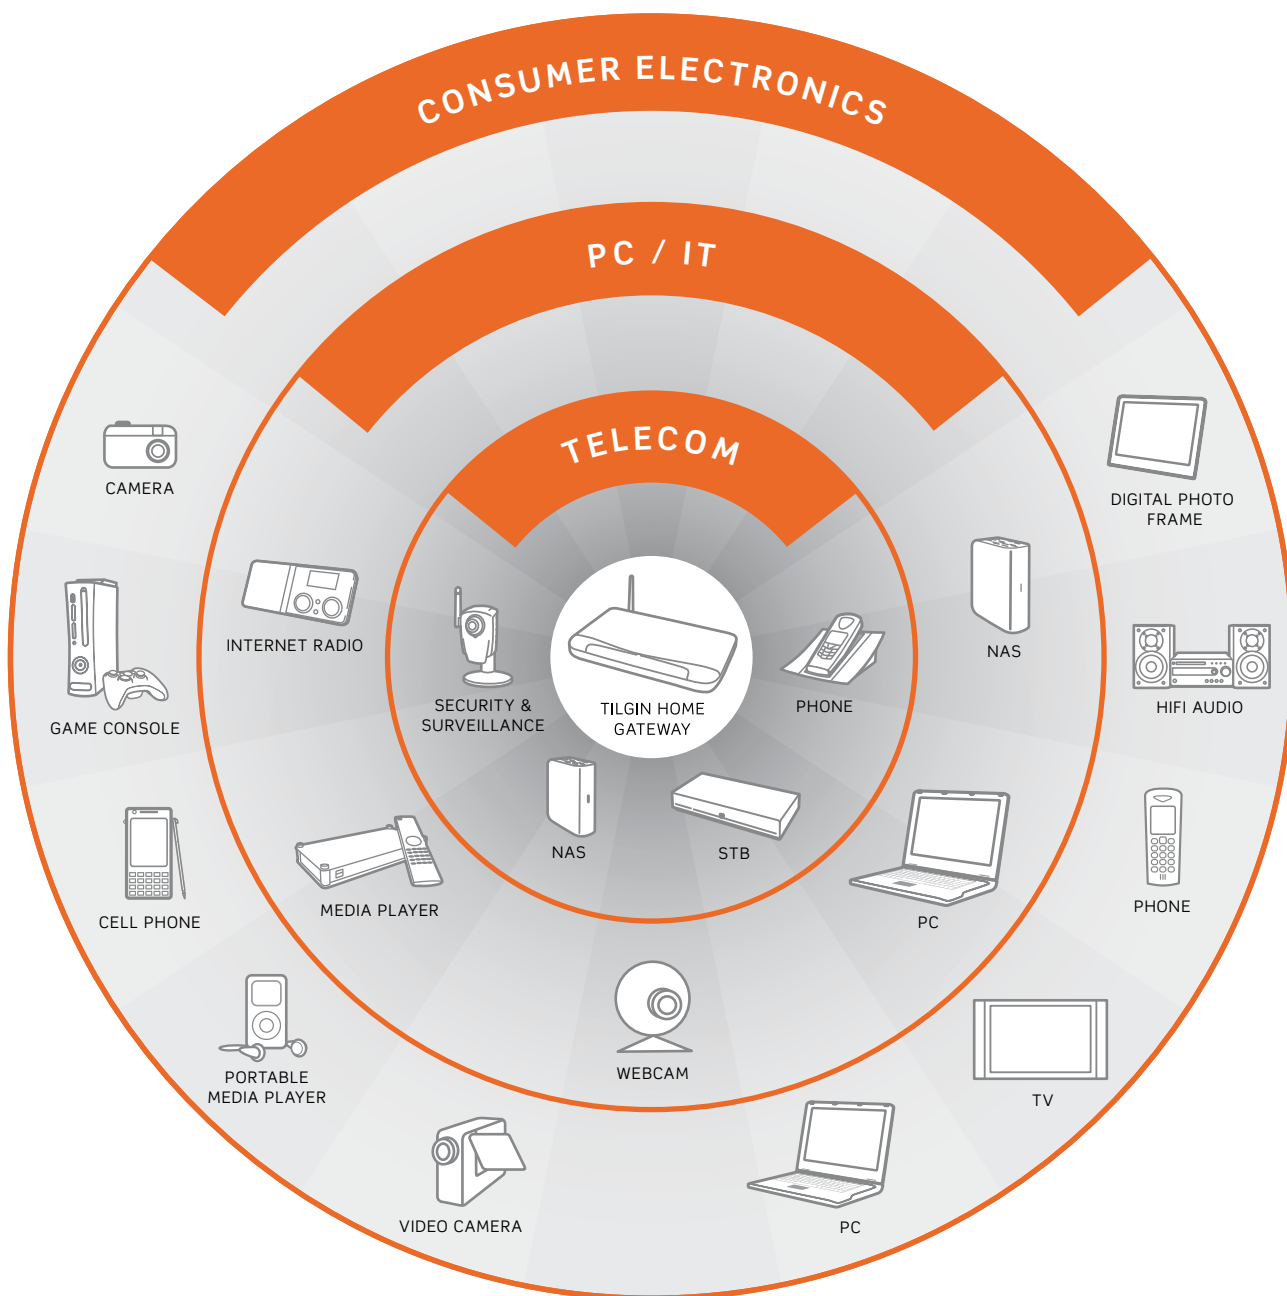 CONSUMER ELECTRONICS
PC / IT
TELECOM
CAMERA
DIGITAL PHOTO
FRAME
INTERNET RADIO
NAS
SECURITY &
SURVEILLANCE
TILGIN HOME
GATEWAY
PHONE
HIFI AUDIO
GAME CONSOLE
NAS
STB
CELL PHONE
MEDIA PLAYER
PC
PHONE
PORTABLE
MEDIA PLAYER
WEBCAM
TV
VIDEO CAMERA
PC